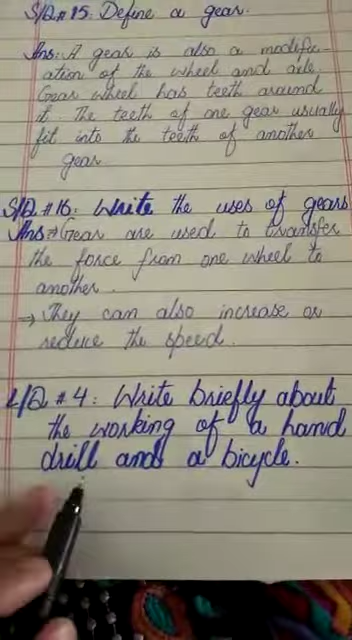 S/Q #15: Define a gear.
Ans: A gear is also a modific-
ation of the wheel and axle.
Gear wheel has teeth around
it. The teeth of one gear usually
fit into the teeth of another
gear.
S/Q #16: Write the uses of gears
Ans → Gear are used to transfer
the force from one wheel to
another.
→ They can also increase or
reduce the speed.
L/Q # 4: Write briefly about
the working of a hand
drill and a bicycle.